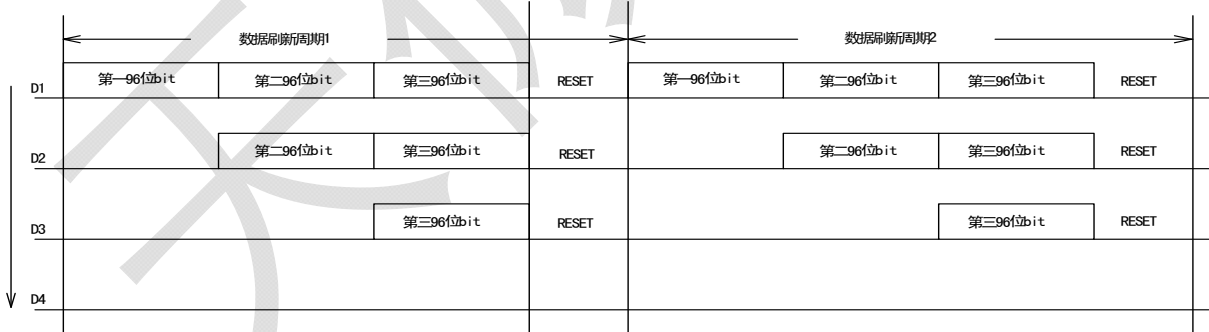 数据刷新周期1 数据刷新周期2
D1 第一96位bit 第二96位bit 第三96位bit RESET 第一96位bit 第二96位bit 第三96位bit RESET
D2 第二96位bit 第三96位bit RESET 第二96位bit 第三96位bit RESET
D3 第三96位bit RESET 第三96位bit RESET
D4